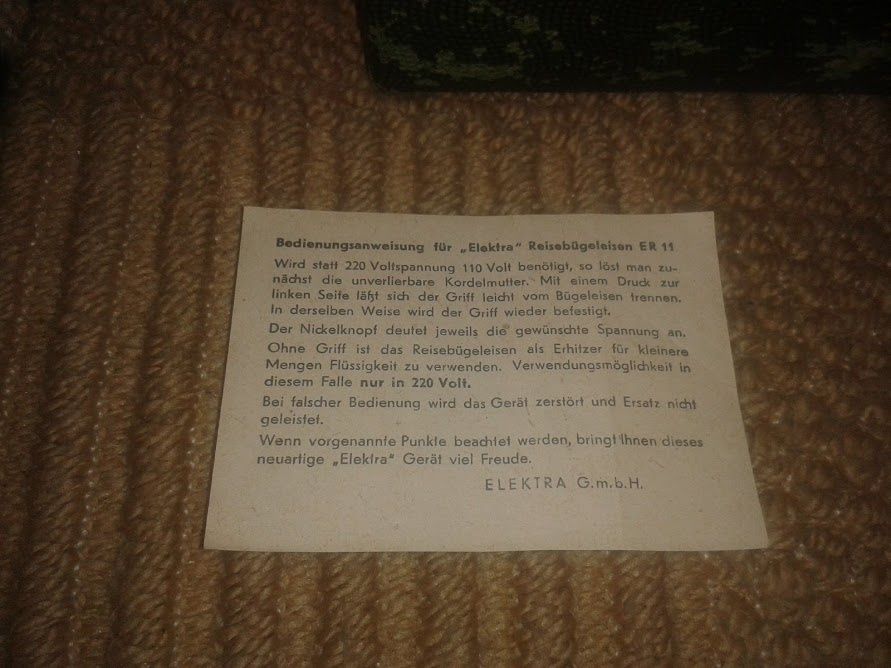 Bedienungsanweisung für „Elektra" Reisebügeleisen ER 11
Wird statt 220 Voltspannung 110 Volt benötigt, so löst man zu-
nächst die unverlierbare Kordelmutter. Mit einem Druck zur
linken Seite läßt sich der Griff leicht vom Bügeleisen trennen.
In derselben Weise wird der Griff wieder befestigt.
Der Nickelknopf deutet jeweils die gewünschte Spannung an.
Ohne Griff ist das Reisebügeleisen als Erhitzer für kleinere
Mengen Flüssigkeit zu verwenden. Verwendungsmöglichkeit in
diesem Falle nur in 220 Volt.
Bei falscher Bedienung wird das Gerät zerstört und Ersatz nicht
geleistet.
Wenn vorgenannte Punkte beachtet werden, bringt Ihnen dieses
neuartige „Elektra" Gerät viel Freude.
ELEKTRA G.m.b.H.